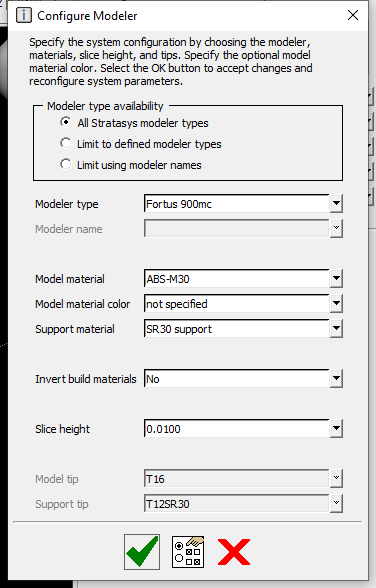 Configure Modeler
Specify the system configuration by choosing the modeler,
materials, slice height, and tips. Specify the optional model
material color. Select the OK button to accept changes and
reconfigure system parameters.
Modeler type availability
All Stratasys modeler types
Limit to defined modeler types
Limit using modeler names
Modeler type Fortus 900mc
Modeler name
Model material ABS-M30
Model material color not specified
Support material SR30 support
Invert build materials No
Slice height 0.0100
Model tip T16
Support tip T12SR30